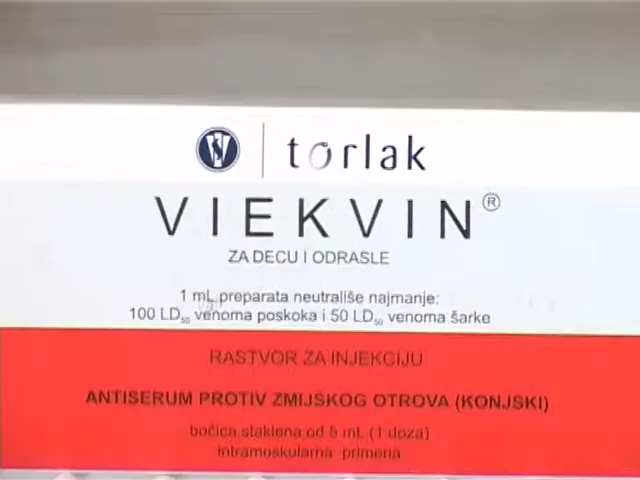 torlak
VIEKVIN®
ZA DECU I ODRASLE
1 mL preparata neutrališe najmanje:
100 LD₅₀ venoma poskoka i 50 LD₅₀ venoma šarke
RASTVOR ZA INJEKCIJU
ANTISERUM PROTIV ZMIJSKOG OTROVA (KONJSKI)
bočica staklena od 5 mL (1 doza)
intramuskularna primena